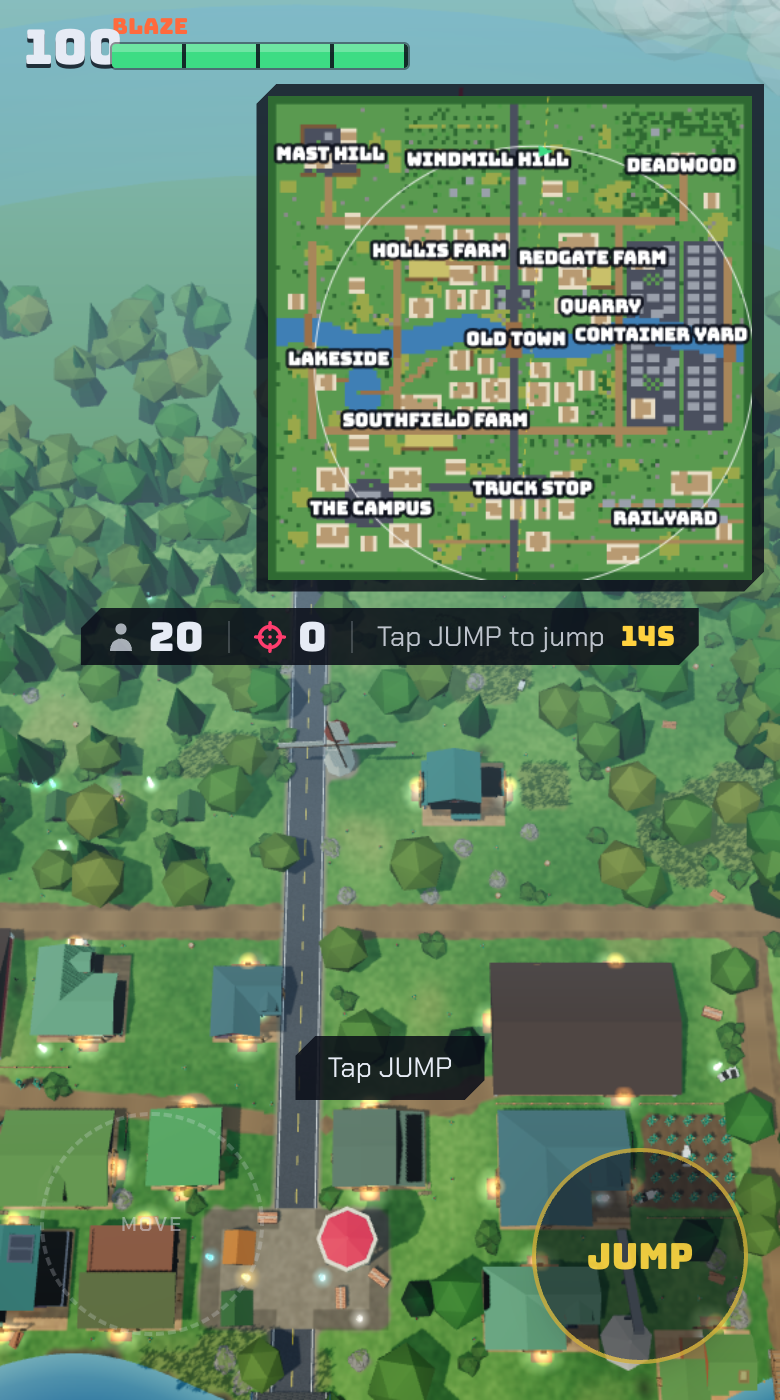 BLAZE
100
MAST HILL
WINDMILL HILL
DEADWOOD
HOLLIS FARM
REDGATE FARM
QUARRY
OLD TOWN
CONTAINER YARD
LAKESIDE
SOUTHFIELD FARM
TRUCK STOP
THE CAMPUS
RAILYARD
20 0 Tap JUMP to jump 14S
Tap JUMP
MOVE
JUMP